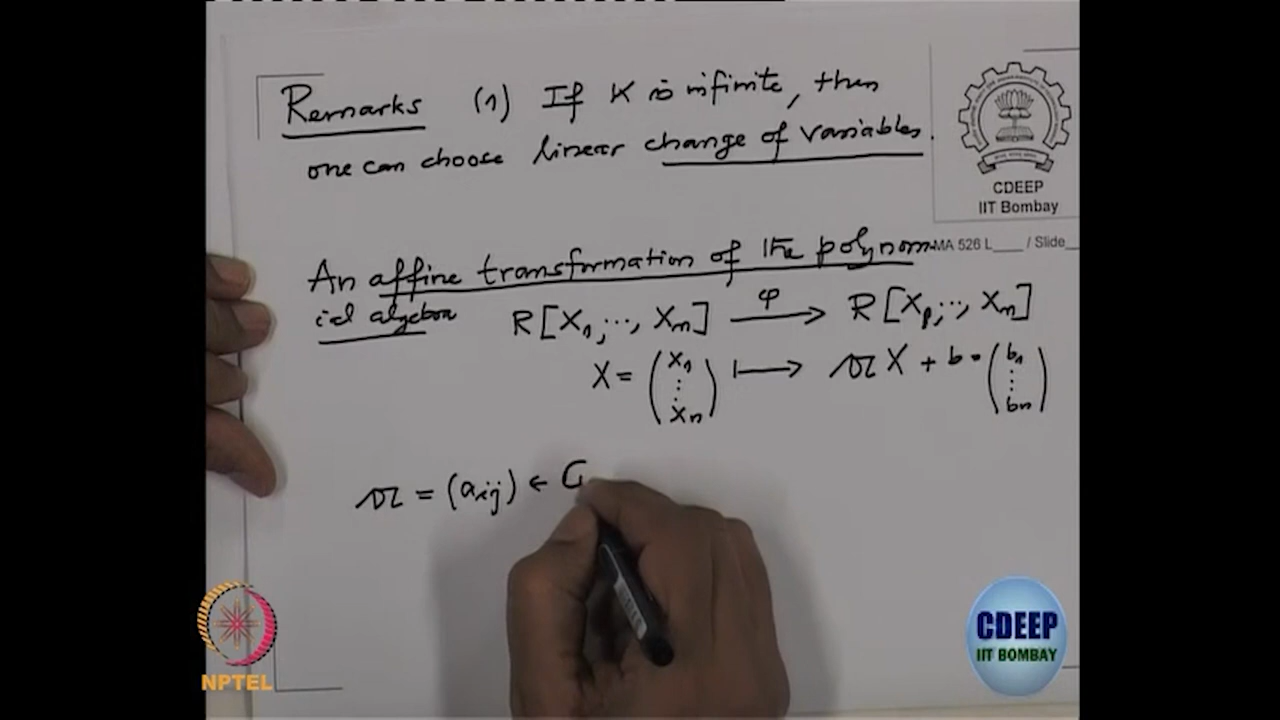 Remarks (1) If K is infinite, then
one can choose linear change of variables.
CDEEP
IIT Bombay
MA 526 L____ / Slide__
An affine transformation of the polynom-
ial algebra R[X₁,…,Xₙ] —φ→ R[X₁,…,Xₙ]
X = (X₁ ⋮ Xₙ) ↦ 𝔄X + b = (b₁ ⋮ bₙ)
𝔄 = (aᵢⱼ) ∈ G
NPTEL
CDEEP
IIT BOMBAY